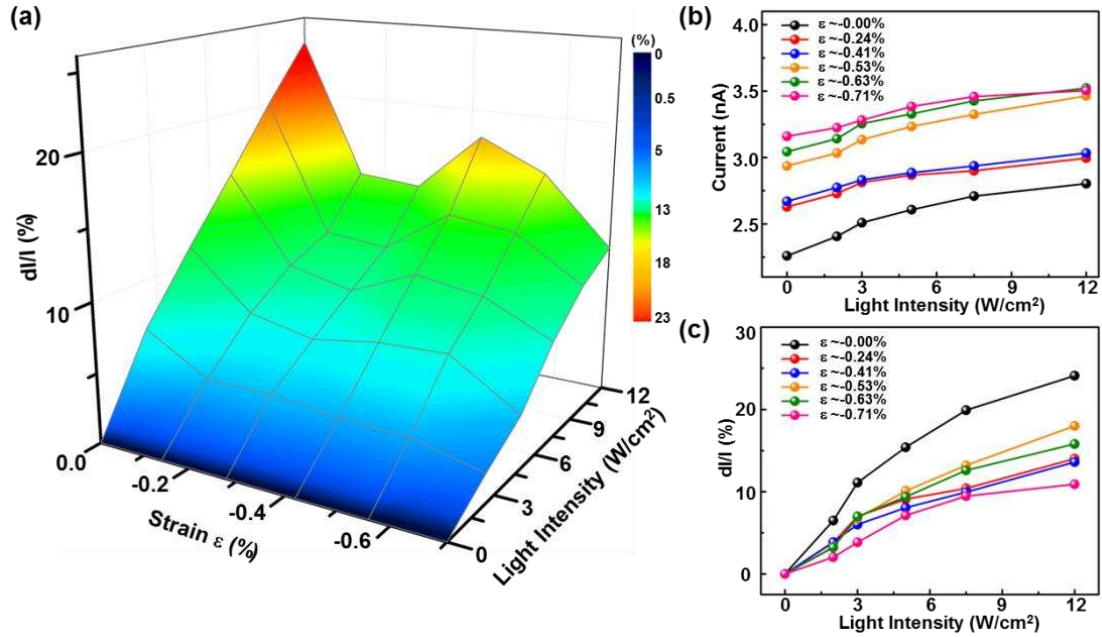 (a)
dI/I (%)
20
10
0.0
-0.2
-0.4
-0.6
Strain ε (%)
0
3
6
9
12
Light Intensity (W/cm²)
(%)
0
0.5
5
13
18
23
(b)
Current (nA)
4.0
3.5
3.0
2.5
ε ~-0.00%
ε ~-0.24%
ε ~-0.41%
ε ~-0.53%
ε ~-0.63%
ε ~-0.71%
0 3 6 9 12
Light Intensity (W/cm²)
(c)
dI/I (%)
30
20
10
0
ε ~-0.00%
ε ~-0.24%
ε ~-0.41%
ε ~-0.53%
ε ~-0.63%
ε ~-0.71%
0 3 6 9 12
Light Intensity (W/cm²)